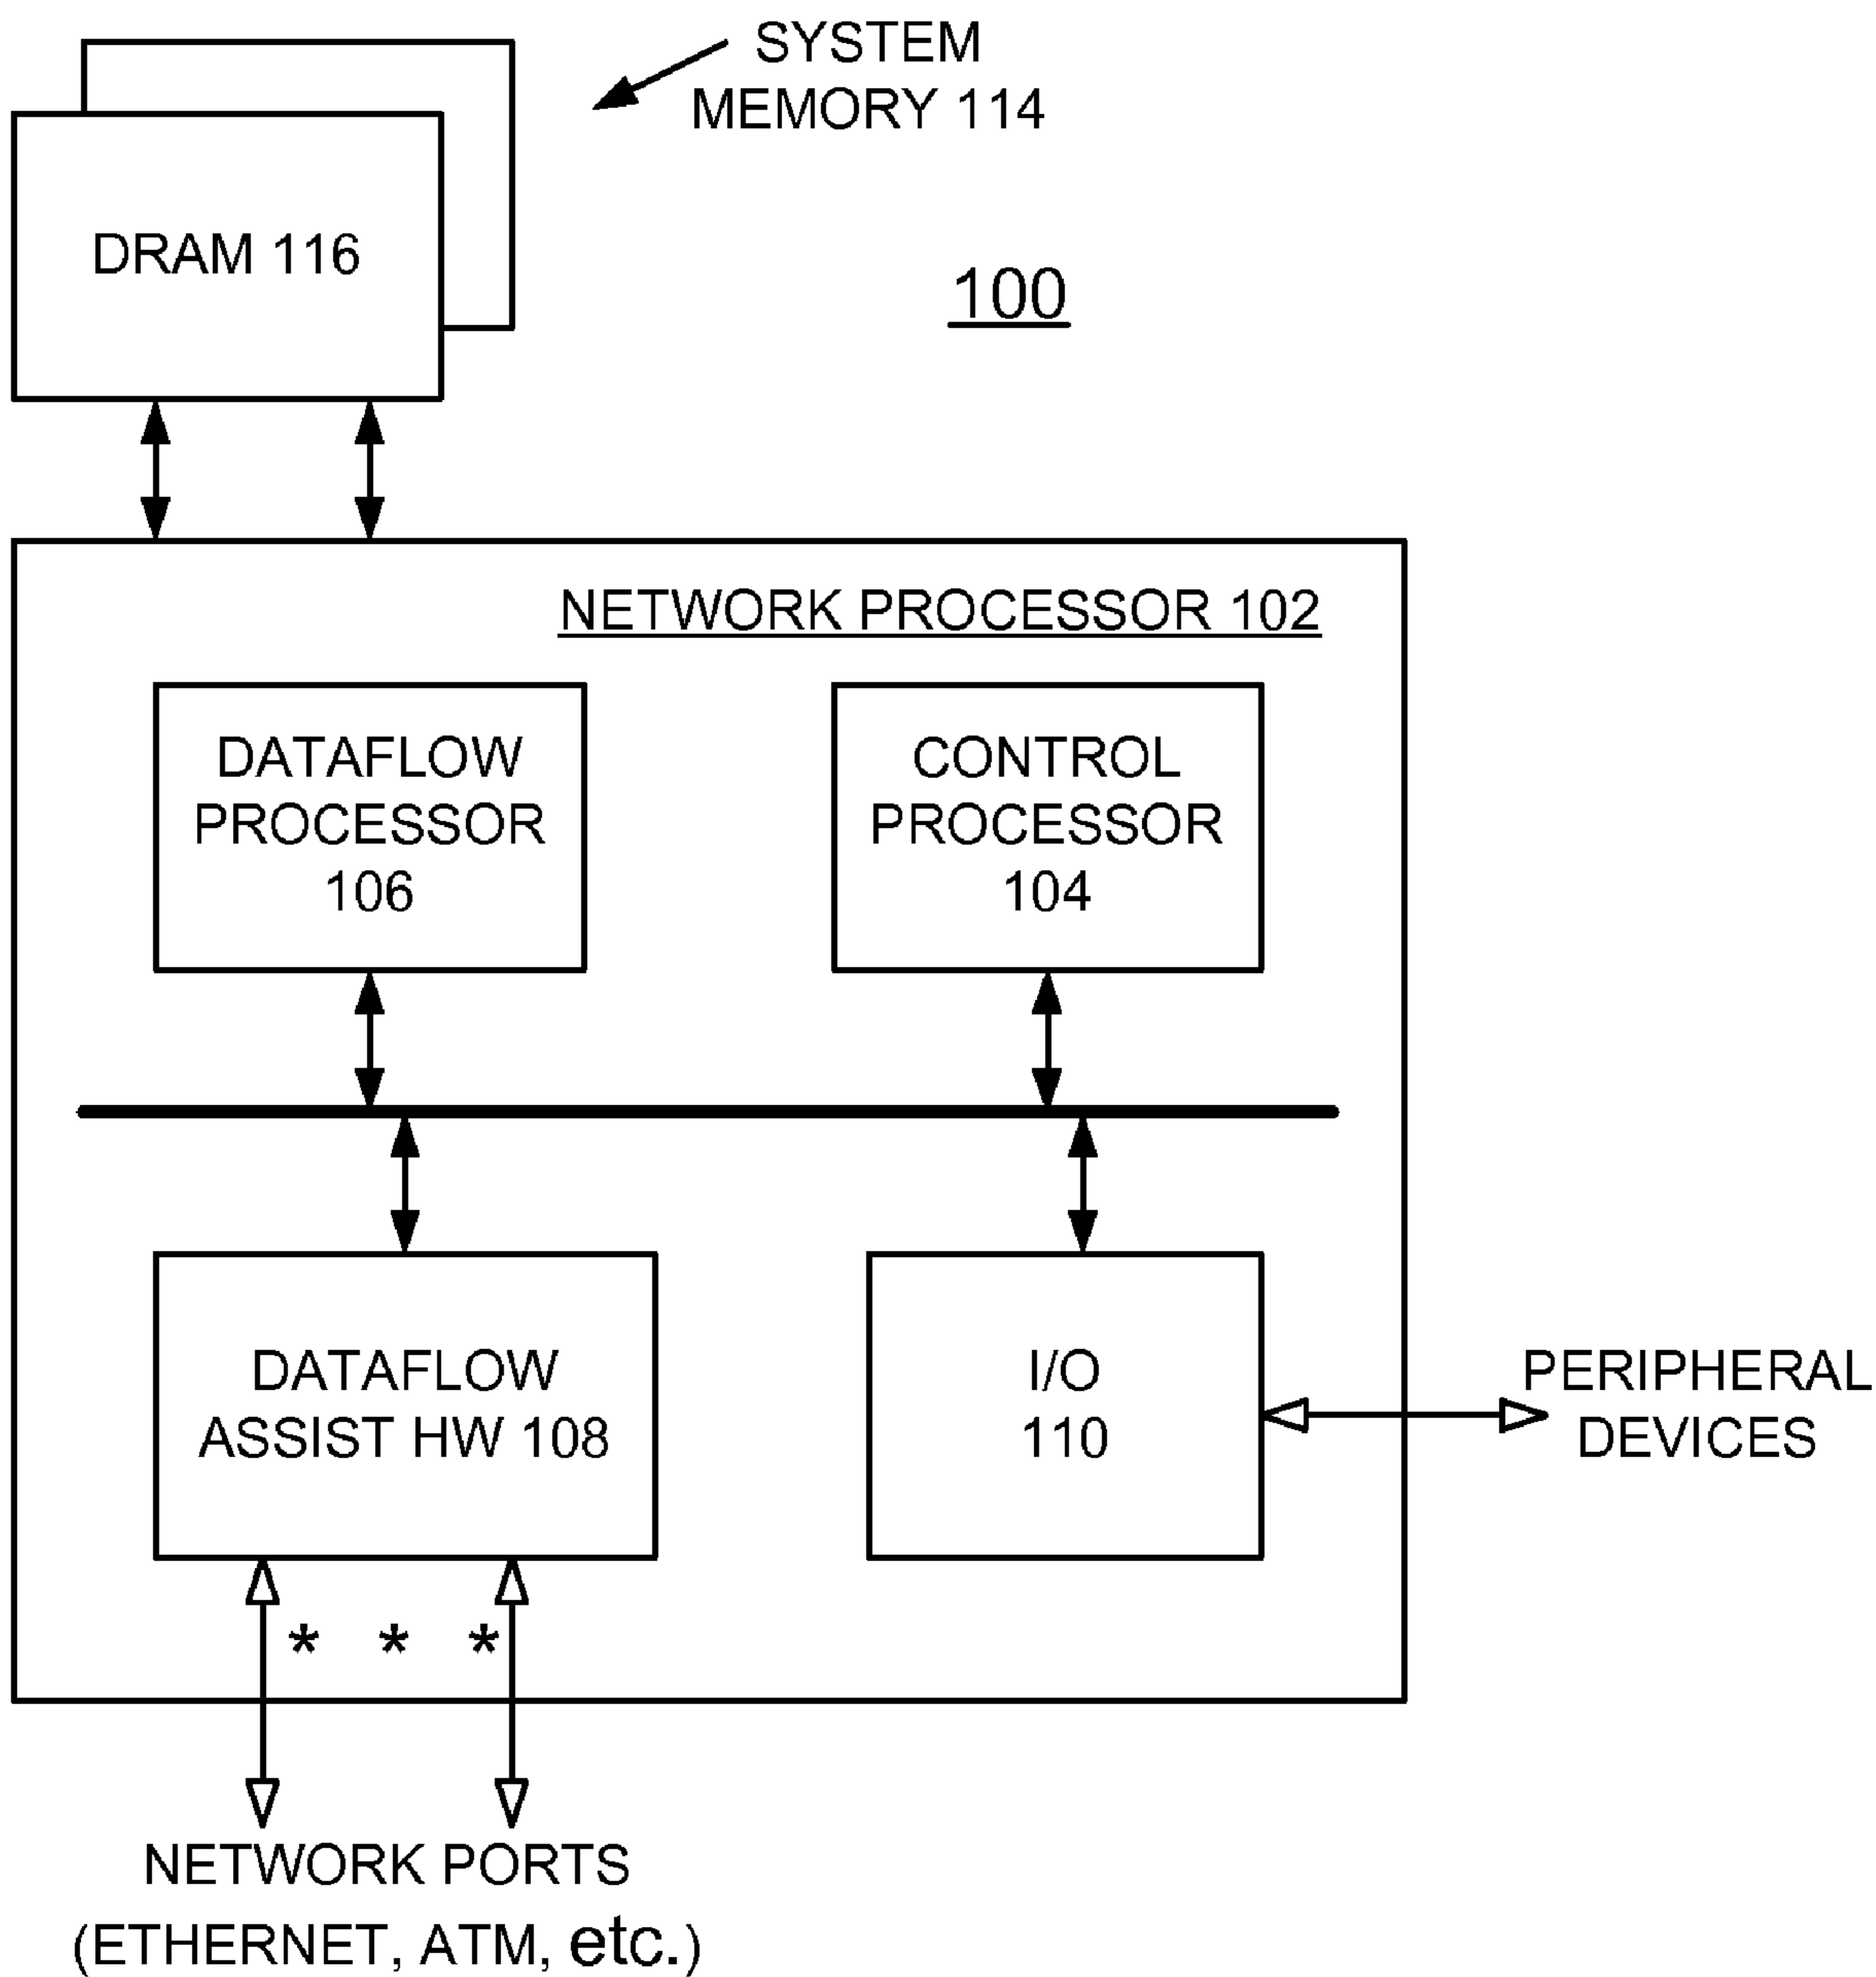 SYSTEM
MEMORY 114
DRAM 116
100
NETWORK PROCESSOR 102
DATAFLOW
PROCESSOR
106
CONTROL
PROCESSOR
104
DATAFLOW
ASSIST HW 108
I/O
110
PERIPHERAL
DEVICES
* * *
NETWORK PORTS
(ETHERNET, ATM, etc.)